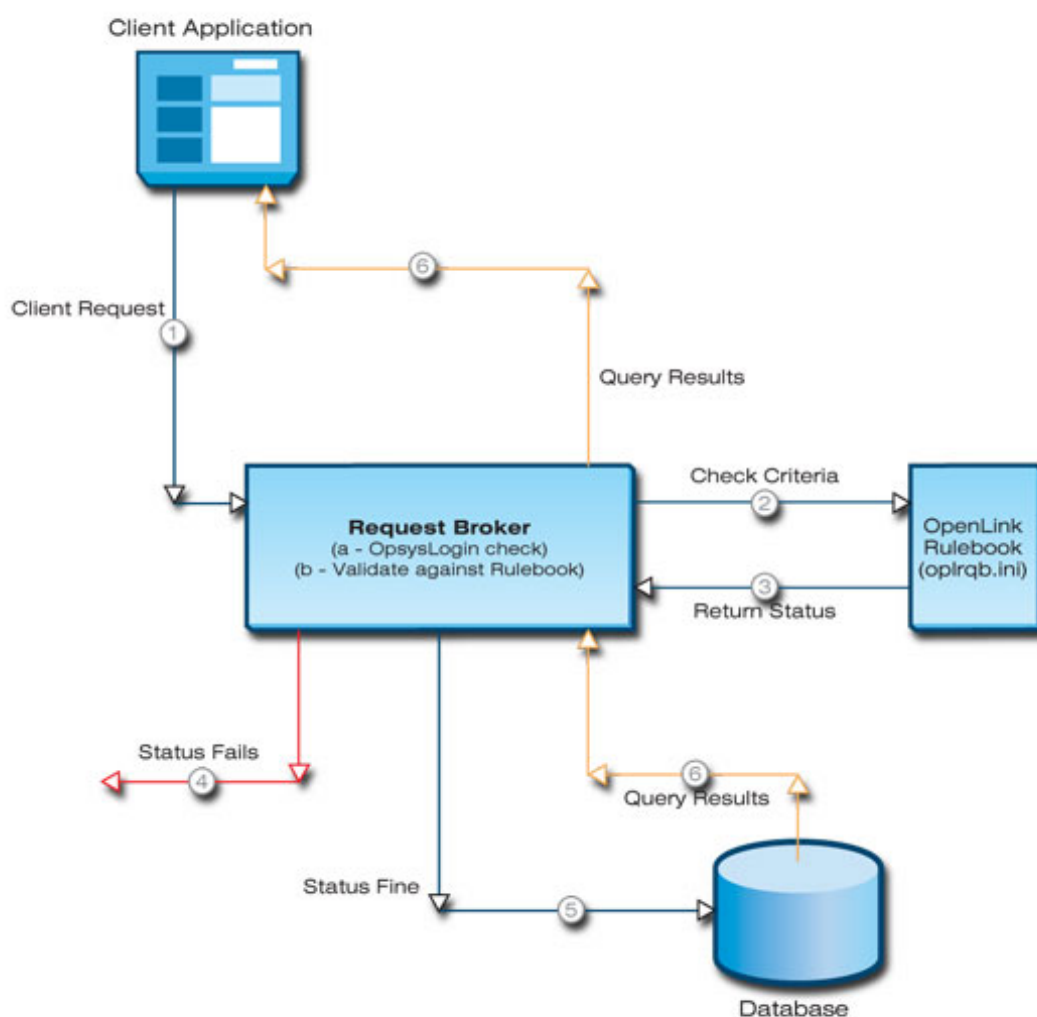 Client Application
6
Client Request
1
Query Results
Check Criteria
2
Request Broker
(a - OpsysLogin check)
(b - Validate against Rulebook)
OpenLink
Rulebook
(oplrqb.ini)
3
Return Status
Status Fails
4
6
Query Results
Status Fine
5
Database